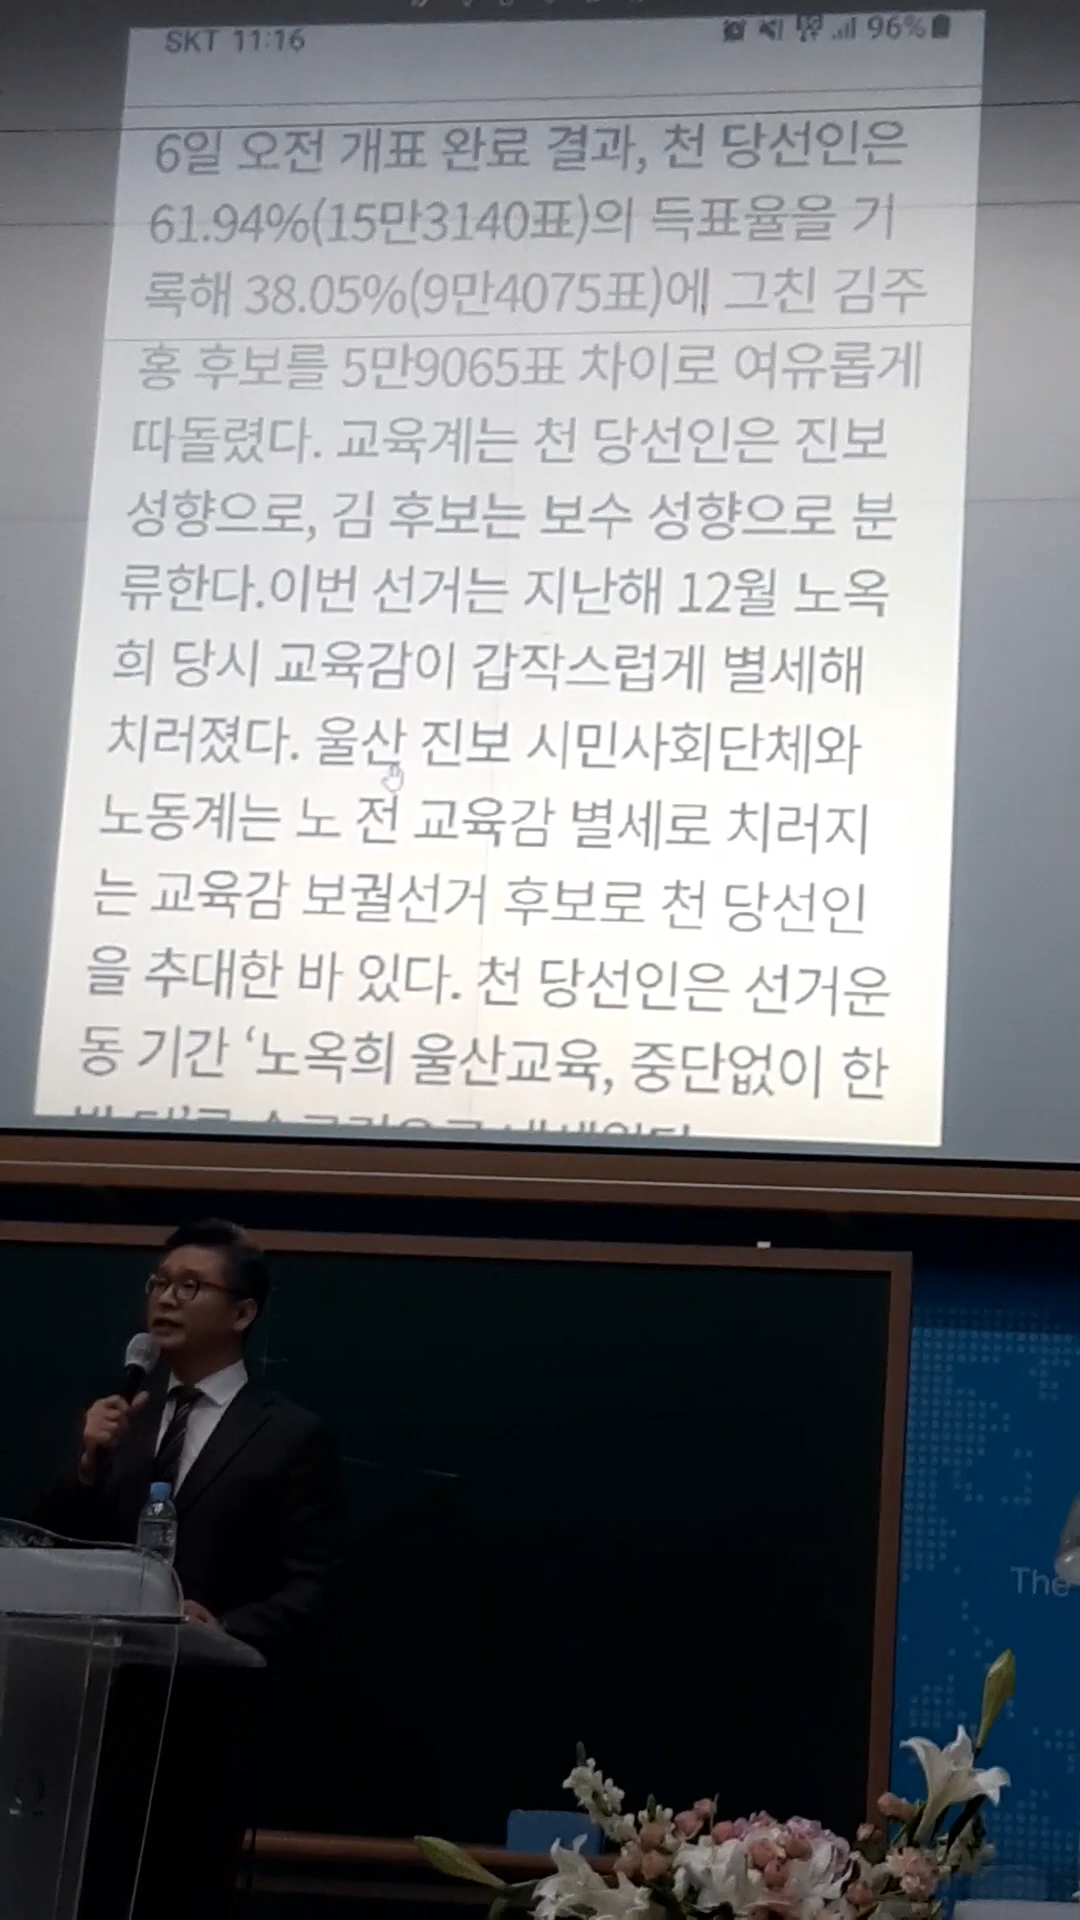 SKT 11:16
96%
6일 오전 개표 완료 결과, 천 당선인은
61.94%(15만3140표)의 득표율을 거
록해 38.05%(9만4075표)에 그친 김주
홍 후보를 5만9065표 차이로 여유롭게
따돌렸다. 교육계는 천 당선인은 진보
성향으로, 김 후보는 보수 성향으로 분
류한다.이번 선거는 지난해 12월 노옥
희 당시 교육감이 갑작스럽게 별세해
치러졌다. 울산 진보 시민사회단체와
노동계는 노 전 교육감 별세로 치러지
는 교육감 보궐선거 후보로 천 당선인
을 추대한 바 있다. 천 당선인은 선거운
동 기간 ‘노옥희 울산교육, 중단없이 한
The